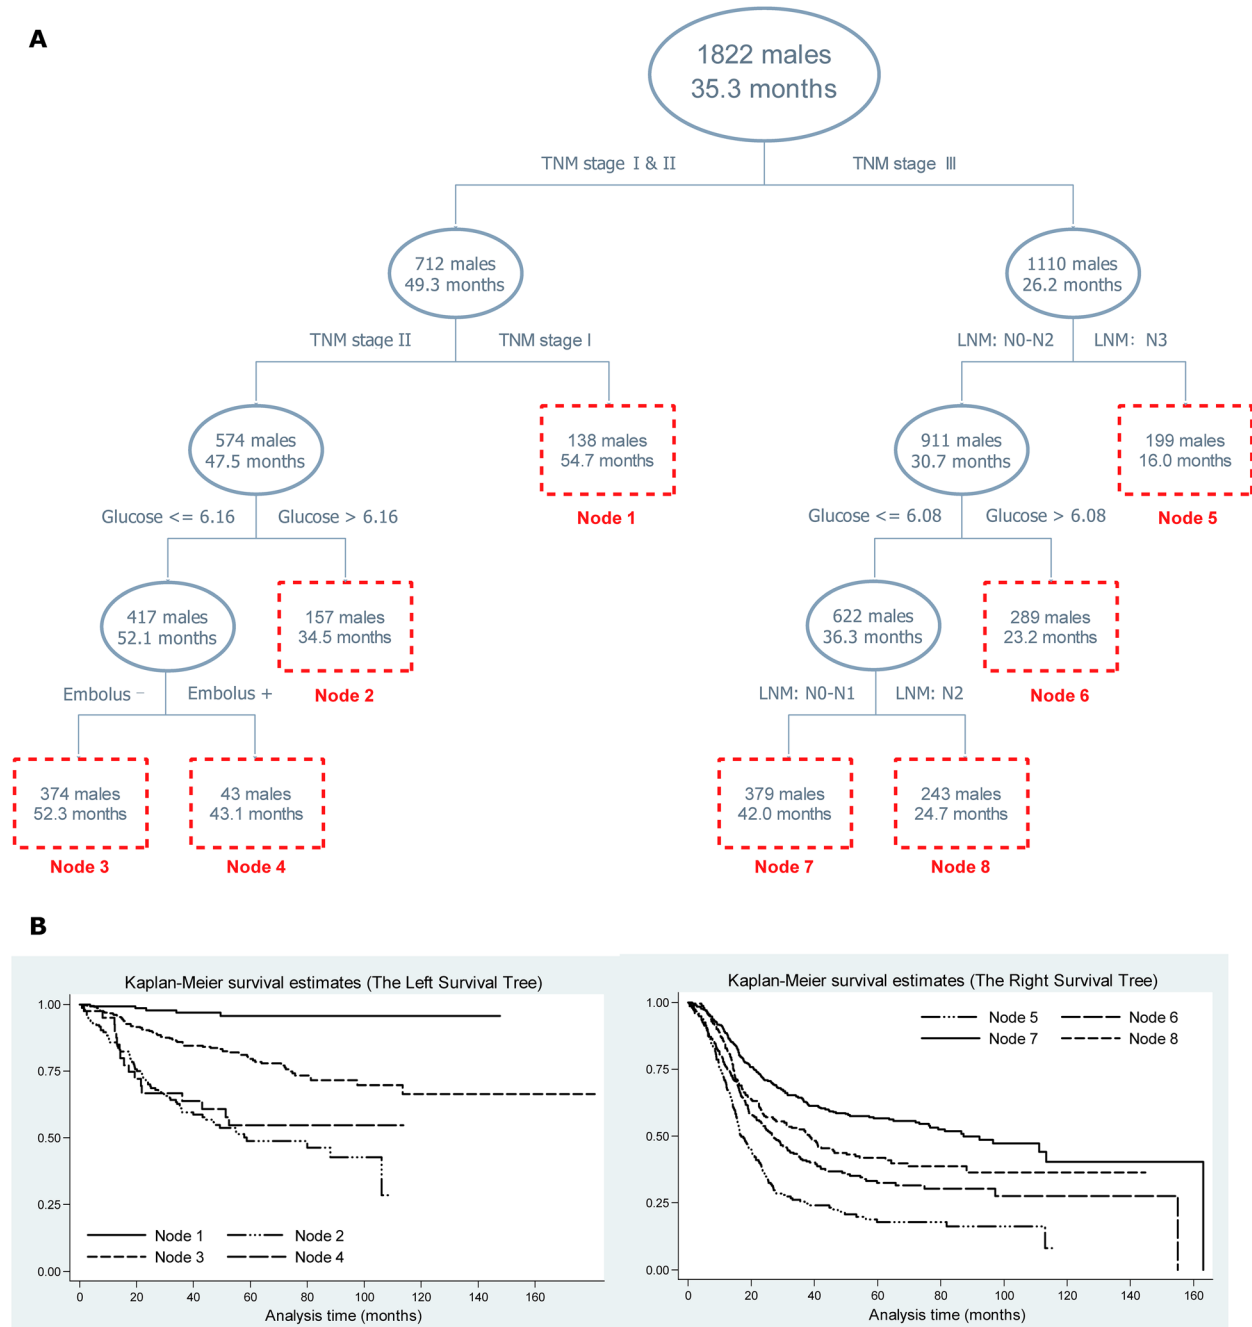 A
1822 males
35.3 months
TNM stage I & II
TNM stage III
712 males
49.3 months
1110 males
26.2 months
TNM stage II
TNM stage I
LNM: N0-N2
LNM: N3
574 males
47.5 months
138 males
54.7 months
911 males
30.7 months
199 males
16.0 months
Glucose <= 6.16
Glucose > 6.16
Node 1
Glucose <= 6.08
Glucose > 6.08
Node 5
417 males
52.1 months
157 males
34.5 months
622 males
36.3 months
289 males
23.2 months
Embolus −
Embolus +
Node 2
LNM: N0-N1
LNM: N2
Node 6
374 males
52.3 months
43 males
43.1 months
379 males
42.0 months
243 males
24.7 months
Node 3
Node 4
Node 7
Node 8
B
Kaplan-Meier survival estimates (The Left Survival Tree)
1.00
0.75
0.50
0.25
0.00
Node 1
Node 2
Node 3
Node 4
0 20 40 60 80 100 120 140 160
Analysis time (months)
Kaplan-Meier survival estimates (The Right Survival Tree)
1.00
0.75
0.50
0.25
0.00
Node 5
Node 6
Node 7
Node 8
0 20 40 60 80 100 120 140 160
Analysis time (months)